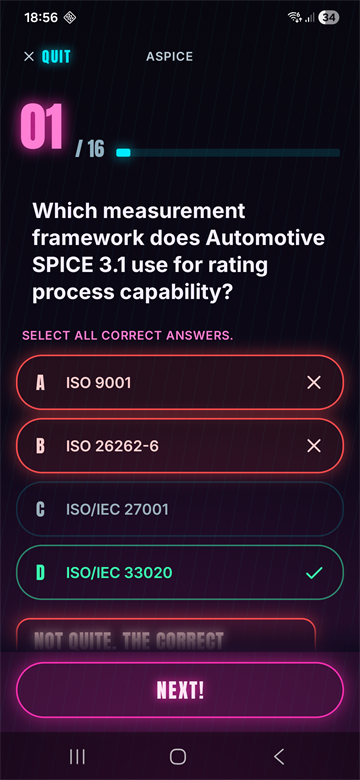 18:56
34
× QUIT
ASPICE
01 / 16
Which measurement
framework does Automotive
SPICE 3.1 use for rating
process capability?
SELECT ALL CORRECT ANSWERS.
A ISO 9001
B ISO 26262-6
C ISO/IEC 27001
D ISO/IEC 33020
NOT QUITE. THE CORRECT
NEXT!